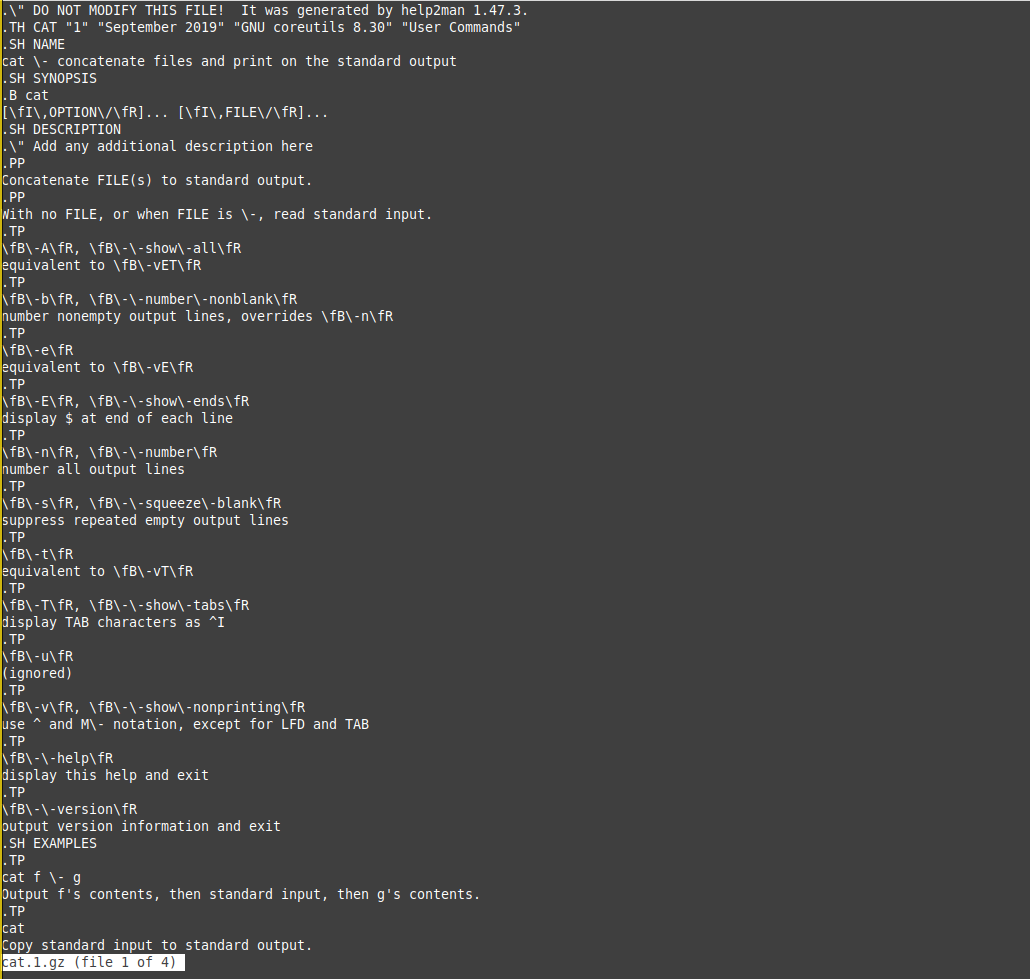 .\" DO NOT MODIFY THIS FILE!  It was generated by help2man 1.47.3.
.TH CAT "1" "September 2019" "GNU coreutils 8.30" "User Commands"
.SH NAME
cat \- concatenate files and print on the standard output
.SH SYNOPSIS
.B cat
[\fI\,OPTION\/\fR]... [\fI\,FILE\/\fR]...
.SH DESCRIPTION
.\" Add any additional description here
.PP
Concatenate FILE(s) to standard output.
.PP
With no FILE, or when FILE is \-, read standard input.
.TP
\fB\-A\fR, \fB\-\-show\-all\fR
equivalent to \fB\-vET\fR
.TP
\fB\-b\fR, \fB\-\-number\-nonblank\fR
number nonempty output lines, overrides \fB\-n\fR
.TP
\fB\-e\fR
equivalent to \fB\-vE\fR
.TP
\fB\-E\fR, \fB\-\-show\-ends\fR
display $ at end of each line
.TP
\fB\-n\fR, \fB\-\-number\fR
number all output lines
.TP
\fB\-s\fR, \fB\-\-squeeze\-blank\fR
suppress repeated empty output lines
.TP
\fB\-t\fR
equivalent to \fB\-vT\fR
.TP
\fB\-T\fR, \fB\-\-show\-tabs\fR
display TAB characters as ^I
.TP
\fB\-u\fR
(ignored)
.TP
\fB\-v\fR, \fB\-\-show\-nonprinting\fR
use ^ and M\- notation, except for LFD and TAB
.TP
\fB\-\-help\fR
display this help and exit
.TP
\fB\-\-version\fR
output version information and exit
.SH EXAMPLES
.TP
cat f \- g
Output f's contents, then standard input, then g's contents.
.TP
cat
Copy standard input to standard output.
cat.1.gz (file 1 of 4)